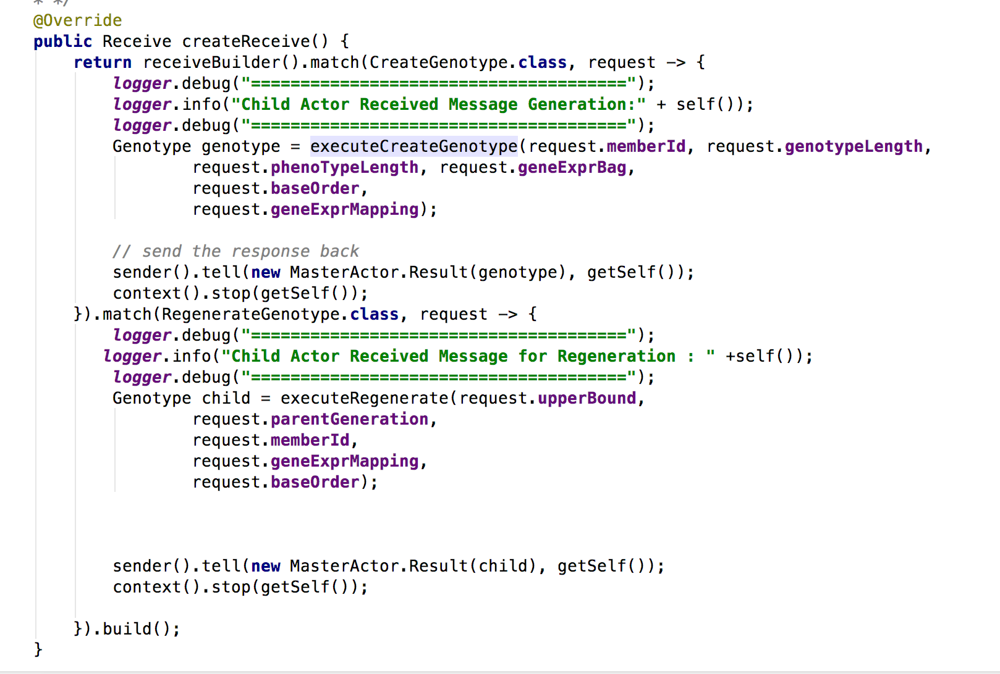 * */
@Override
public Receive createReceive() {
return receiveBuilder().match(CreateGenotype.class, request -> {
logger.debug("======================================");
logger.info("Child Actor Received Message Generation:" + self());
logger.debug("======================================");
Genotype genotype = executeCreateGenotype(request.memberId, request.genotypeLength,
request.phenoTypeLength, request.geneExprBag,
request.baseOrder,
request.geneExprMapping);
// send the response back
sender().tell(new MasterActor.Result(genotype), getSelf());
context().stop(getSelf());
}).match(RegenerateGenotype.class, request -> {
logger.debug("======================================");
logger.info("Child Actor Received Message for Regeneration : " +self());
logger.debug("======================================");
Genotype child = executeRegenerate(request.upperBound,
request.parentGeneration,
request.memberId,
request.geneExprMapping,
request.baseOrder);
sender().tell(new MasterActor.Result(child), getSelf());
context().stop(getSelf());
}).build();
}